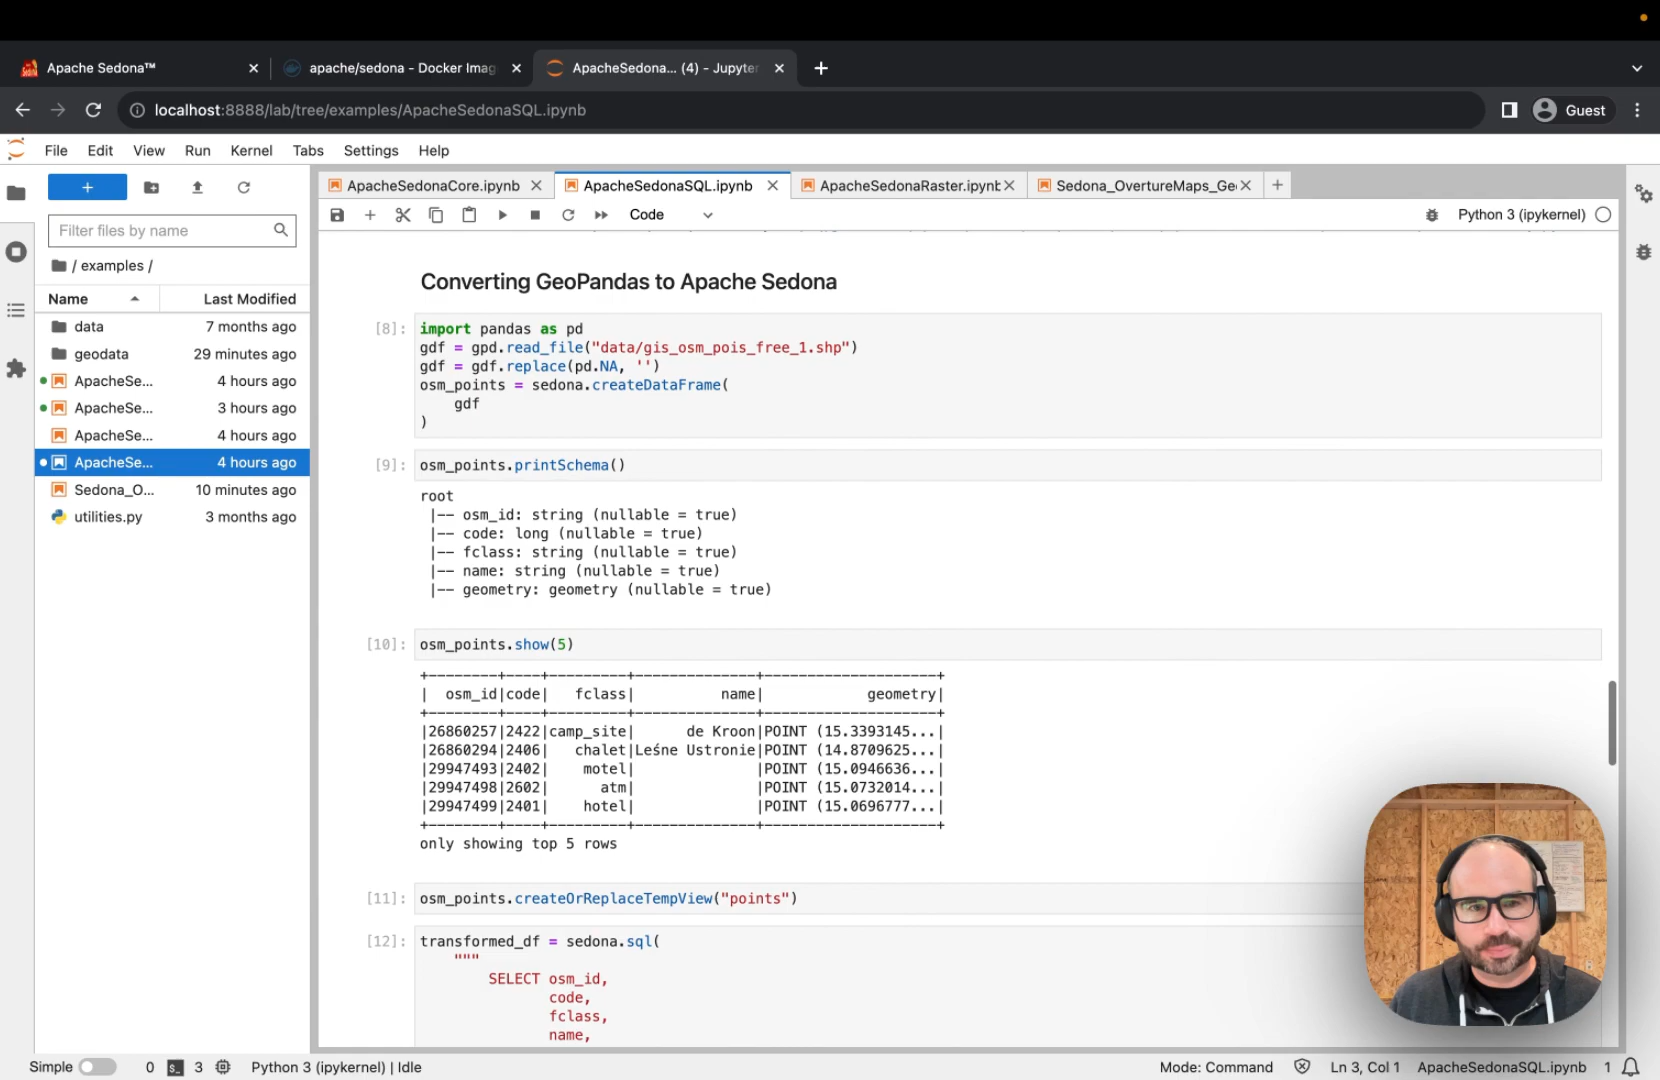 Apache Sedona™
apache/sedona - Docker Imag
ApacheSedona... (4) - Jupyter
localhost:8888/lab/tree/examples/ApacheSedonaSQL.ipynb
Guest
File Edit View Run Kernel Tabs Settings Help
+
Filter files by name
/ examples /
Name Last Modified
data 7 months ago
geodata 29 minutes ago
ApacheSe... 4 hours ago
ApacheSe... 3 hours ago
ApacheSe... 4 hours ago
ApacheSe... 4 hours ago
Sedona_O... 10 minutes ago
utilities.py 3 months ago
ApacheSedonaCore.ipynb ApacheSedonaSQL.ipynb ApacheSedonaRaster.ipynb Sedona_OvertureMaps_Geo
Code
Python 3 (ipykernel)
Converting GeoPandas to Apache Sedona
[8]: import pandas as pd
gdf = gpd.read_file("data/gis_osm_pois_free_1.shp")
gdf = gdf.replace(pd.NA, '')
osm_points = sedona.createDataFrame(
gdf
)
[9]: osm_points.printSchema()
root
|-- osm_id: string (nullable = true)
|-- code: long (nullable = true)
|-- fclass: string (nullable = true)
|-- name: string (nullable = true)
|-- geometry: geometry (nullable = true)
[10]: osm_points.show(5)
+--------+----+---------+-------------+--------------------+
| osm_id|code| fclass| name| geometry|
+--------+----+---------+-------------+--------------------+
|26860257|2422|camp_site| de Kroon|POINT (15.3393145...|
|26860294|2406| chalet|Leśne Ustronie|POINT (14.8709625...|
|29947493|2402| motel| |POINT (15.0946636...|
|29947498|2602| atm| |POINT (15.0732014...|
|29947499|2401| hotel| |POINT (15.0696777...|
+--------+----+---------+-------------+--------------------+
only showing top 5 rows
[11]: osm_points.createOrReplaceTempView("points")
[12]: transformed_df = sedona.sql(
"""
SELECT osm_id,
code,
fclass,
name,
Simple 0 3 Python 3 (ipykernel) | Idle
Mode: Command Ln 3, Col 1 ApacheSedonaSQL.ipynb 1